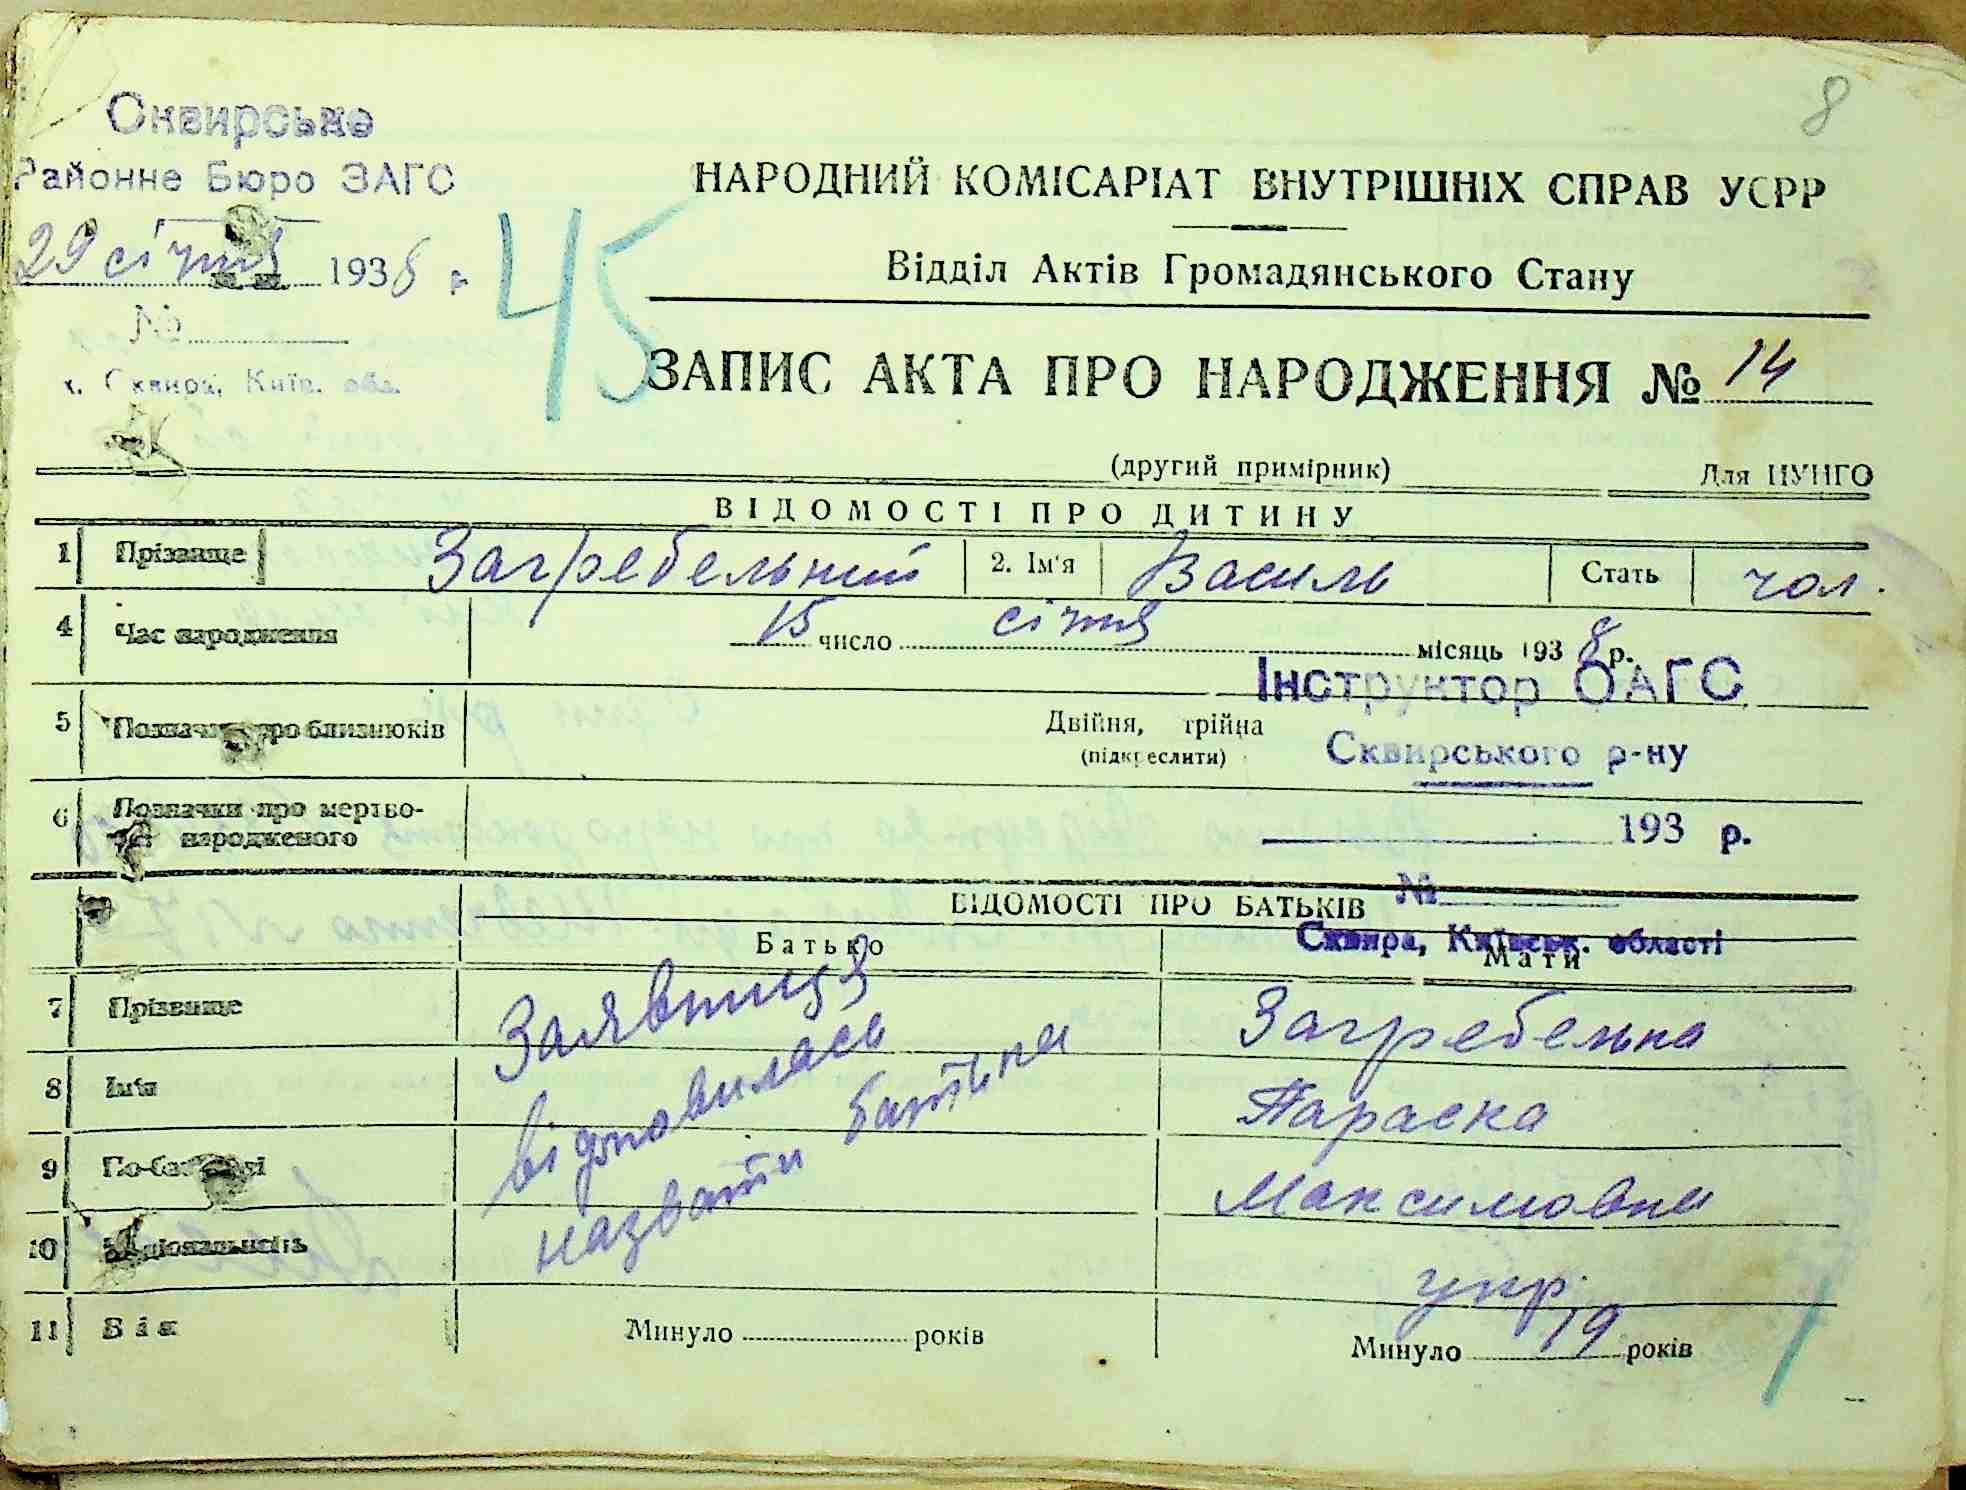 8
Сквирське
Районне Бюро ЗАГС
29 січня 1938 р
№
м. Сквира, Київ. обл.
45
НАРОДНИЙ КОМІСАРІАТ ВНУТРІШНІХ СПРАВ УСРР
Відділ Актів Громадянського Стану
ЗАПИС АКТА ПРО НАРОДЖЕННЯ № 14
(другий примірник) Для ЦУНГО
ВІДОМОСТІ ПРО ДИТИНУ
1 Прізвище Загребельний 2. Ім'я Василь Стать чол.
4 Час народження 15 число січня місяць 1938 р.
Інструктор ОАГС
5 Позначки про близнюків Двійня, трійня
(підкреслити)
Сквирського р-ну
6 Позначки про мертво-
народженого
193 р.
№
ВІДОМОСТІ ПРО БАТЬКІВ
Сквира, Київськ. області
Батько Мати
7 Прізвище Заявниця Загребельна
8 Ім'я відмовилась Параска
9 По-батькові назвати батька Максимовна
10 Національність укр.
11 Вік Минуло років Минуло 19 років